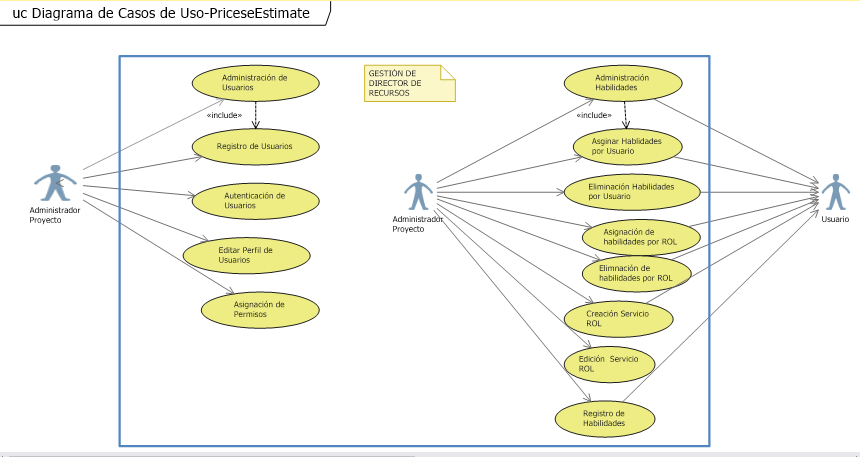 uc Diagrama de Casos de Uso-PriceseEstimate
Administración de
Usuarios
«include»
Registro de Usuarios
Autenticación de
Usuarios
Editar Perfil de
Usuarios
Asignación de
Permisos
Administrador
Proyecto
GESTIÓN DE
DIRECTOR DE
RECURSOS
Administración
Habilidades
«include»
Asginar Hablidades
por Usuario
Eliminación Habilidades
por Usuario
Asignación de
habilidades por ROL
Elimnación de
habilidades por ROL
Creación Servicio
ROL
Edición Servicio
ROL
Registro de
Habilidades
Administrador
Proyecto
Usuario